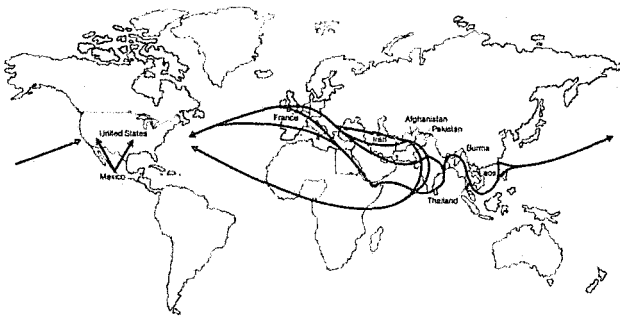 United States
Mexico
France
Iran
Afghanistan
Pakistan
Burma
Laos
Thailand